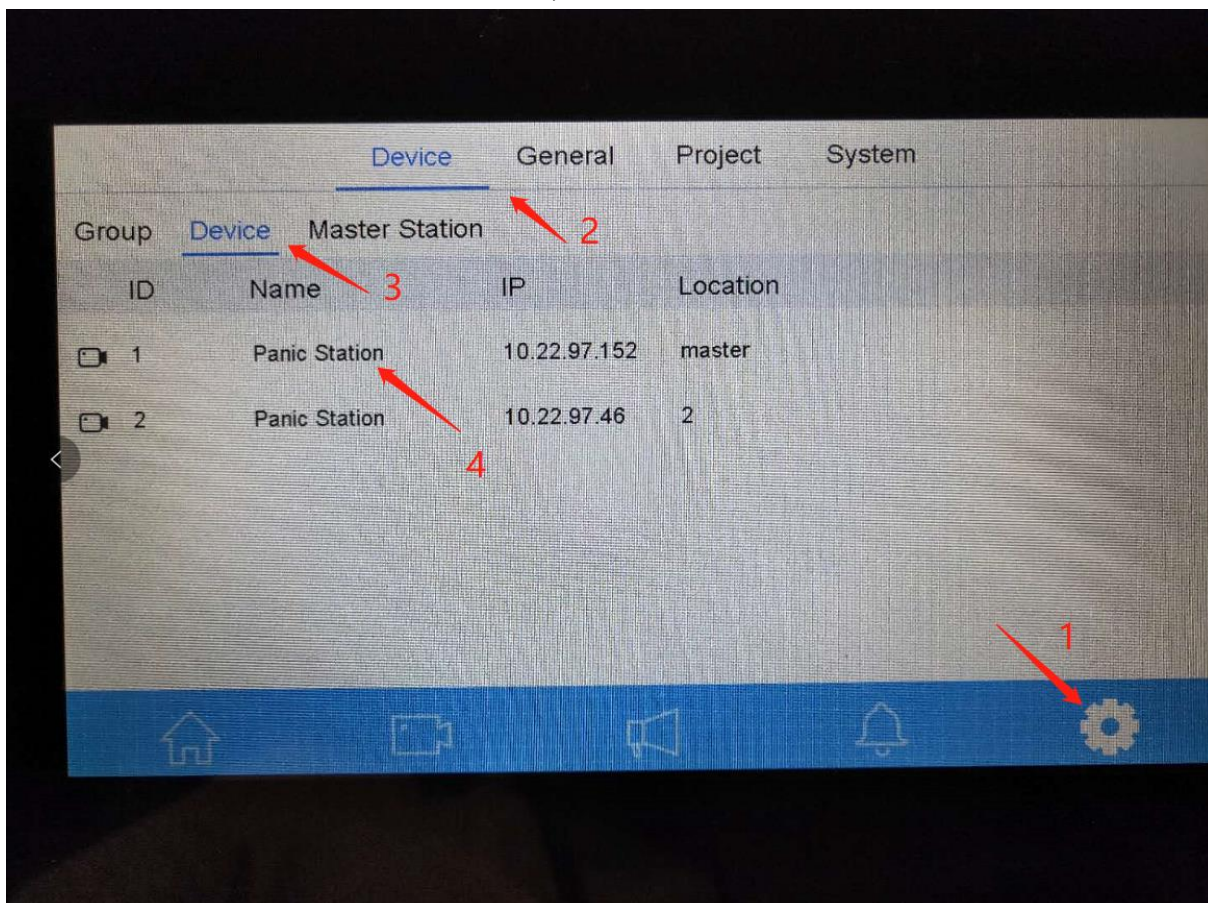 Device General Project System
Group Device Master Station 2
ID Name 3 IP Location
1 Panic Station 10.22.97.152 master
2 Panic Station 10.22.97.46 2
4
1